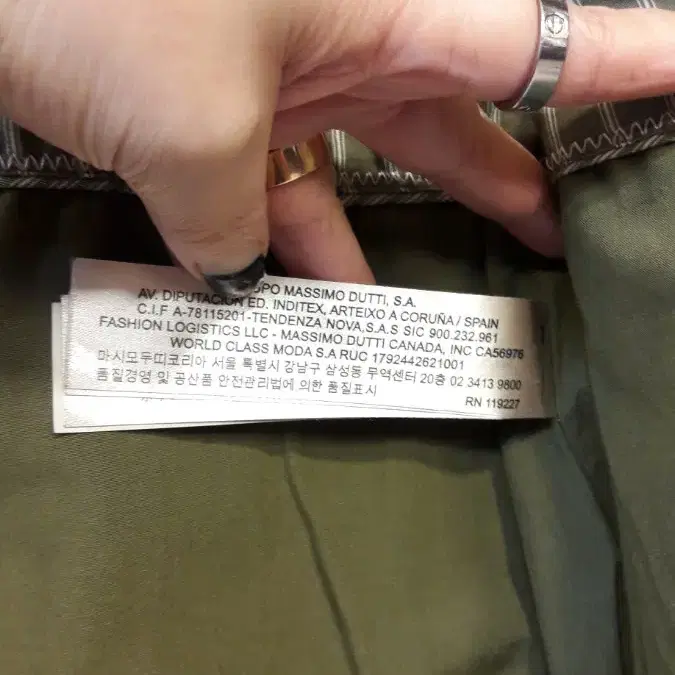 MASSIMO DUTTI, S.A.
AV. DIPUTACIÓN ED. INDITEX, ARTEIXO A CORUÑA / SPAIN
C.I.F A-78115201-TENDENZA NOVA,S.A.S SIC 900.232.961
FASHION LOGISTICS LLC - MASSIMO DUTTI CANADA, INC CA56976
WORLD CLASS MODA S.A RUC 1792442621001
마시모두띠코리아 서울 특별시 강남구 삼성동 무역센터 20층 02 3413 9800
품질경영 및 공산품 안전관리법에 의한 품질표시
RN 119227